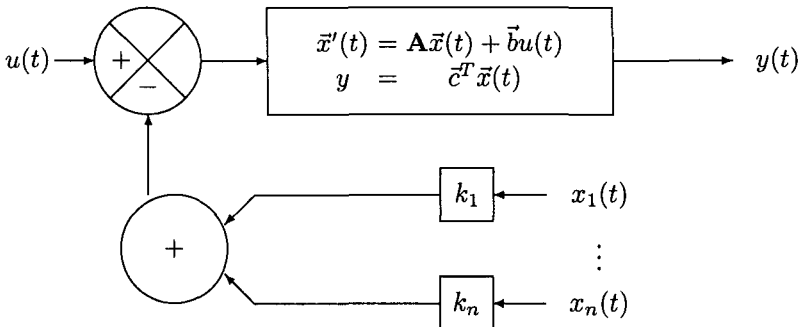 u(t)
+
−
x⃗′(t) = Ax⃗(t) + b⃗u(t)
y = c⃗ᵀx⃗(t)
y(t)
k₁
x₁(t)
+
⋮
kₙ
xₙ(t)